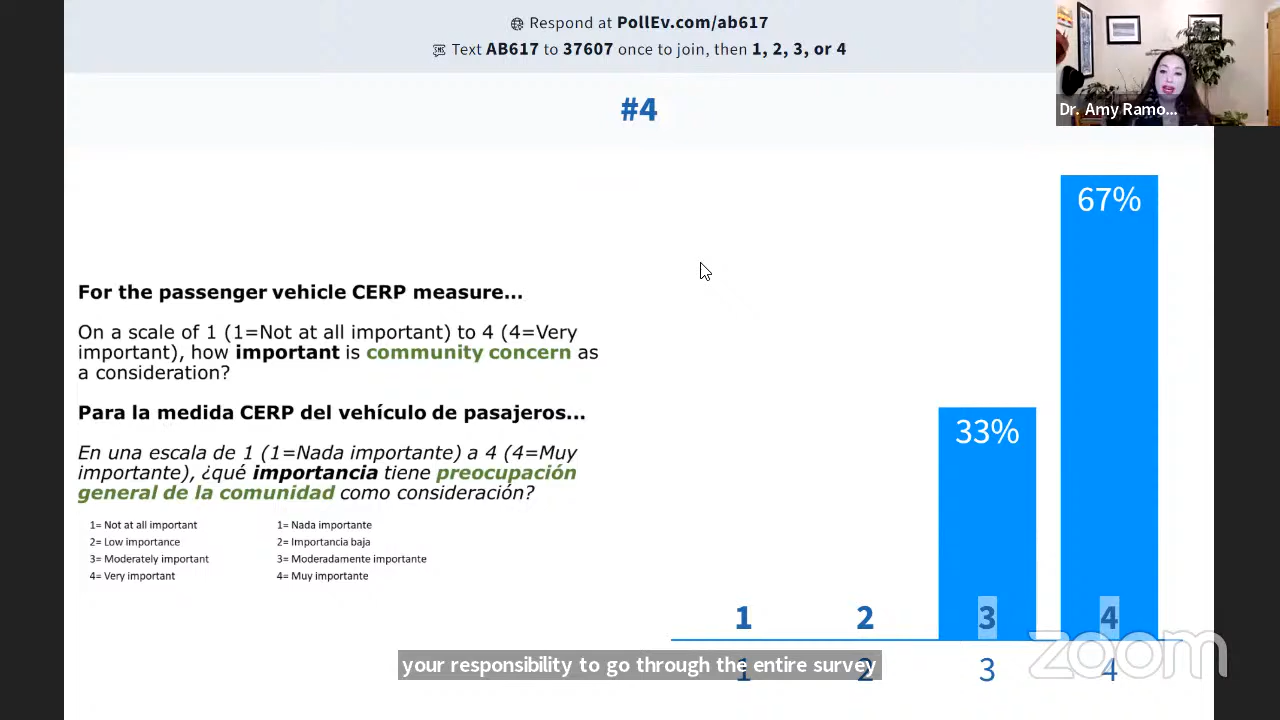 Respond at PollEv.com/ab617
Text AB617 to 37607 once to join, then 1, 2, 3, or 4
Dr. Amy Ramo...
#4
67%
33%
For the passenger vehicle CERP measure...
On a scale of 1 (1=Not at all important) to 4 (4=Very
important), how important is community concern as
a consideration?
Para la medida CERP del vehículo de pasajeros...
En una escala de 1 (1=Nada importante) a 4 (4=Muy
importante), ¿qué importancia tiene preocupación
general de la comunidad como consideración?
1= Not at all important
2= Low importance
3= Moderately important
4= Very important
1= Nada importante
2= Importancia baja
3= Moderadamente importante
4= Muy importante
1 2 3 4
1 2 3 4
your responsibility to go through the entire survey
zoom